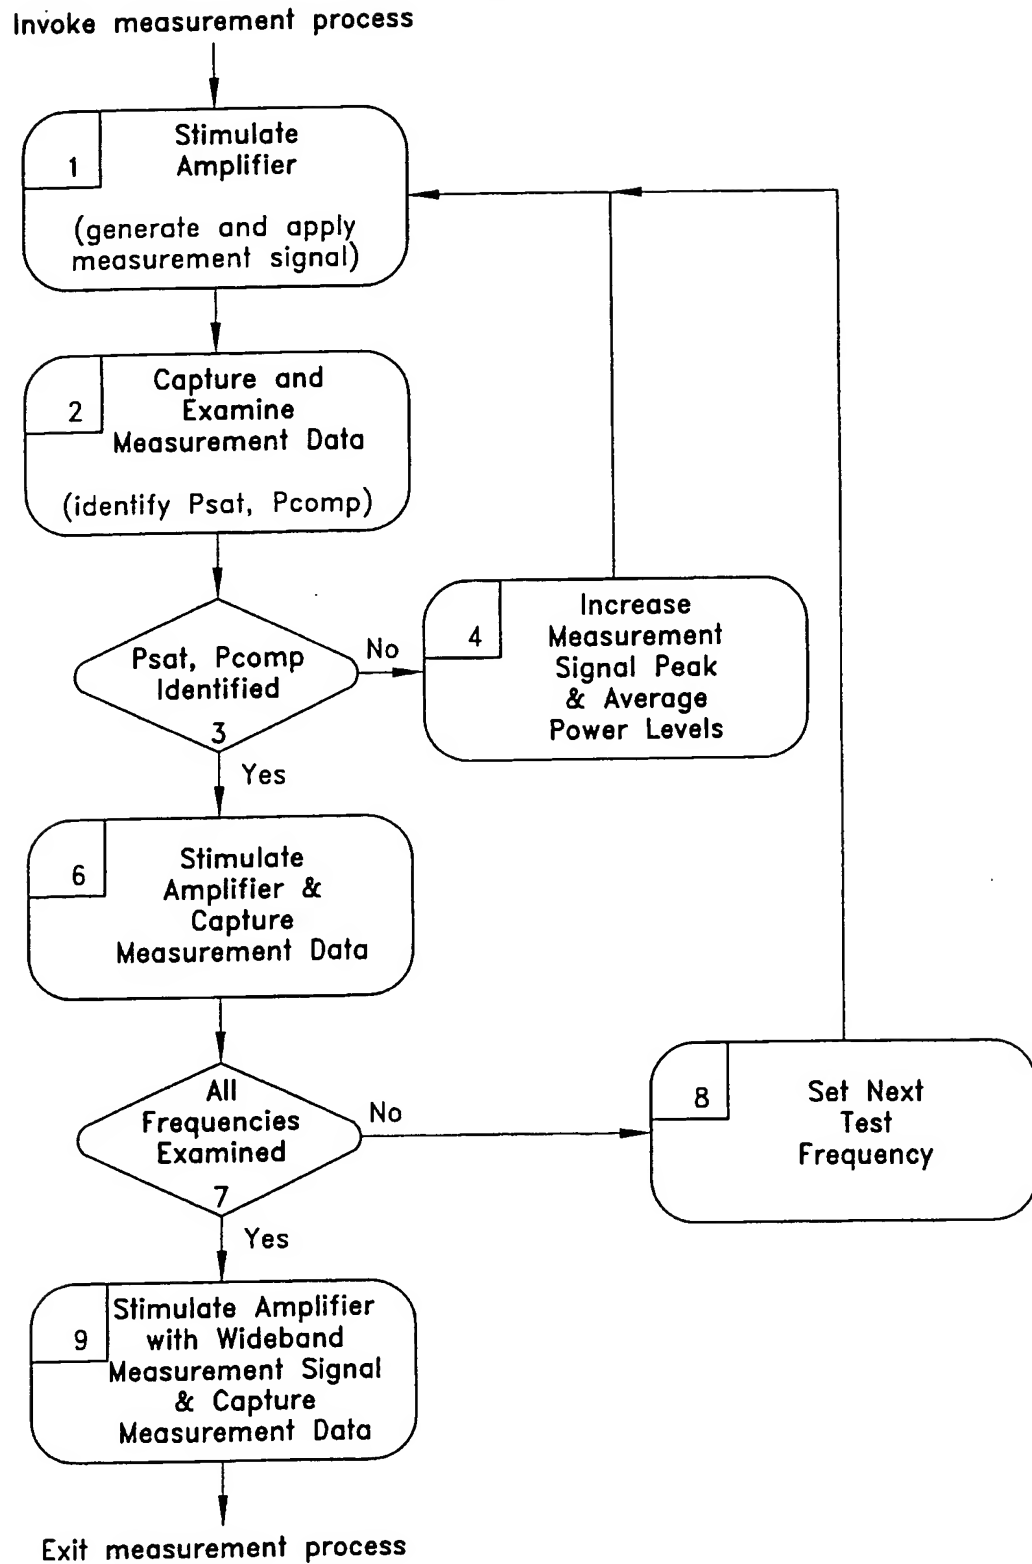 Invoke measurement process
1
Stimulate
Amplifier
(generate and apply
measurement signal)
2
Capture and
Examine
Measurement Data
(identify Psat, Pcomp)
Psat, Pcomp
Identified
3
No
Yes
4
Increase
Measurement
Signal Peak
& Average
Power Levels
6
Stimulate
Amplifier &
Capture
Measurement Data
All
Frequencies
Examined
7
No
Yes
8
Set Next
Test
Frequency
9
Stimulate Amplifier
with Wideband
Measurement Signal
& Capture
Measurement Data
Exit measurement process